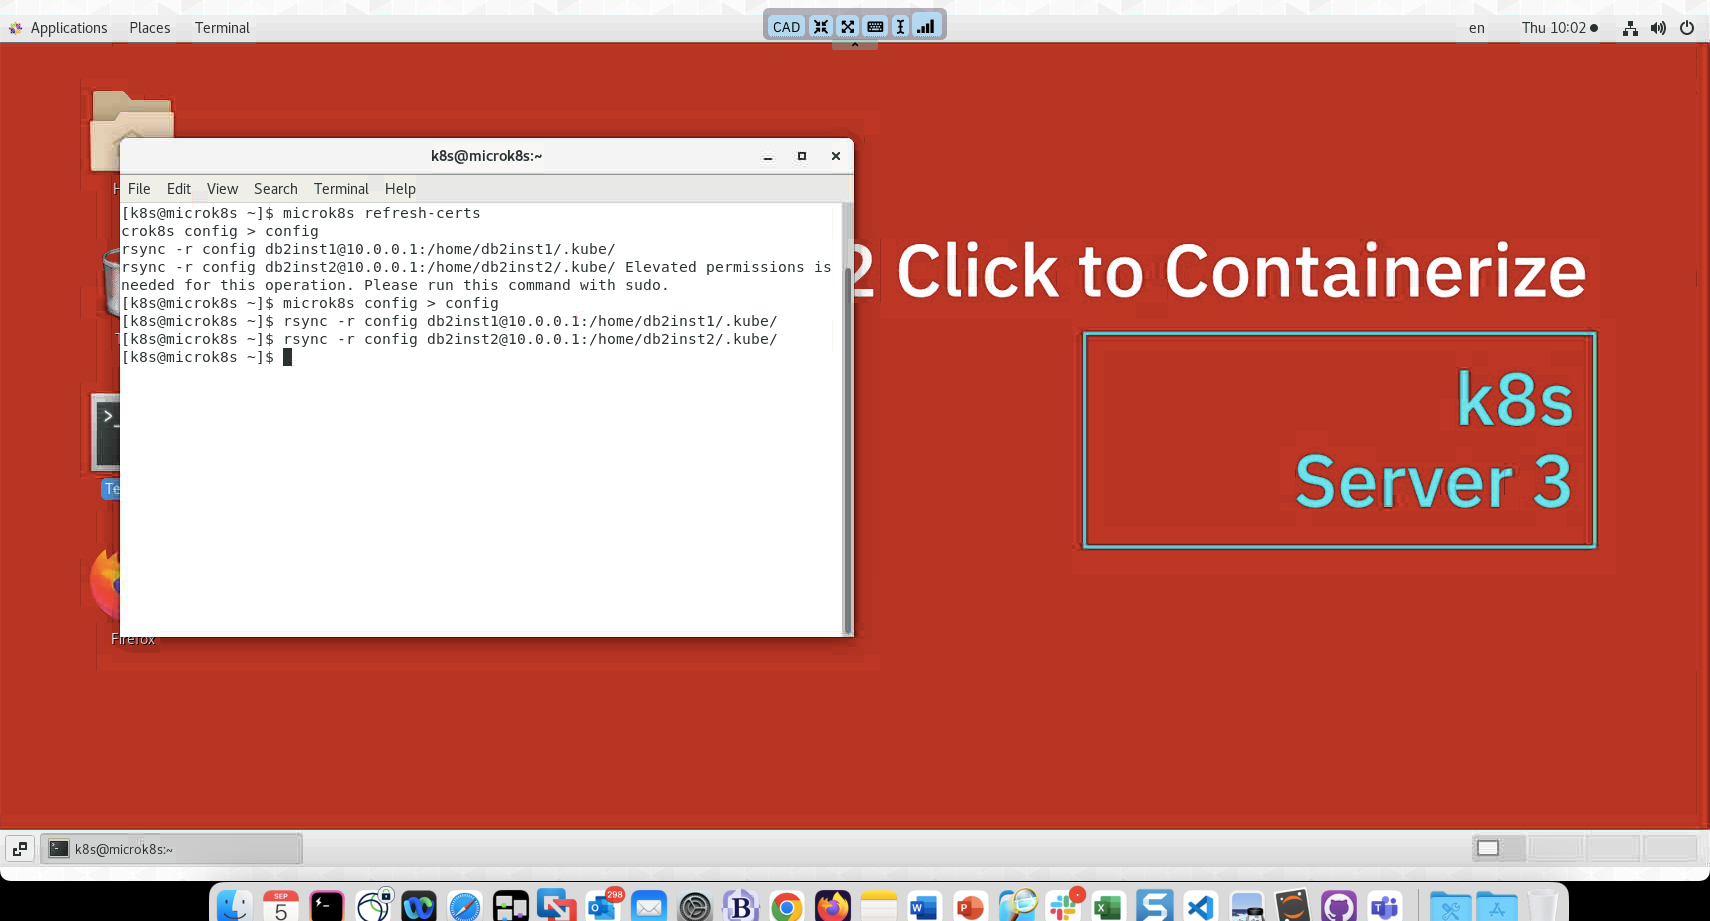 Applications Places Terminal
CAD
en Thu 10:02
k8s@microk8s:~
File Edit View Search Terminal Help
[k8s@microk8s ~]$ microk8s refresh-certs
crok8s config > config
rsync -r config db2inst1@10.0.0.1:/home/db2inst1/.kube/
rsync -r config db2inst2@10.0.0.1:/home/db2inst2/.kube/ Elevated permissions is
needed for this operation. Please run this command with sudo.
[k8s@microk8s ~]$ microk8s config > config
[k8s@microk8s ~]$ rsync -r config db2inst1@10.0.0.1:/home/db2inst1/.kube/
[k8s@microk8s ~]$ rsync -r config db2inst2@10.0.0.1:/home/db2inst2/.kube/
[k8s@microk8s ~]$
2 Click to Containerize
k8s
Server 3
Te
Firefox
k8s@microk8s:~
298
SEP
5